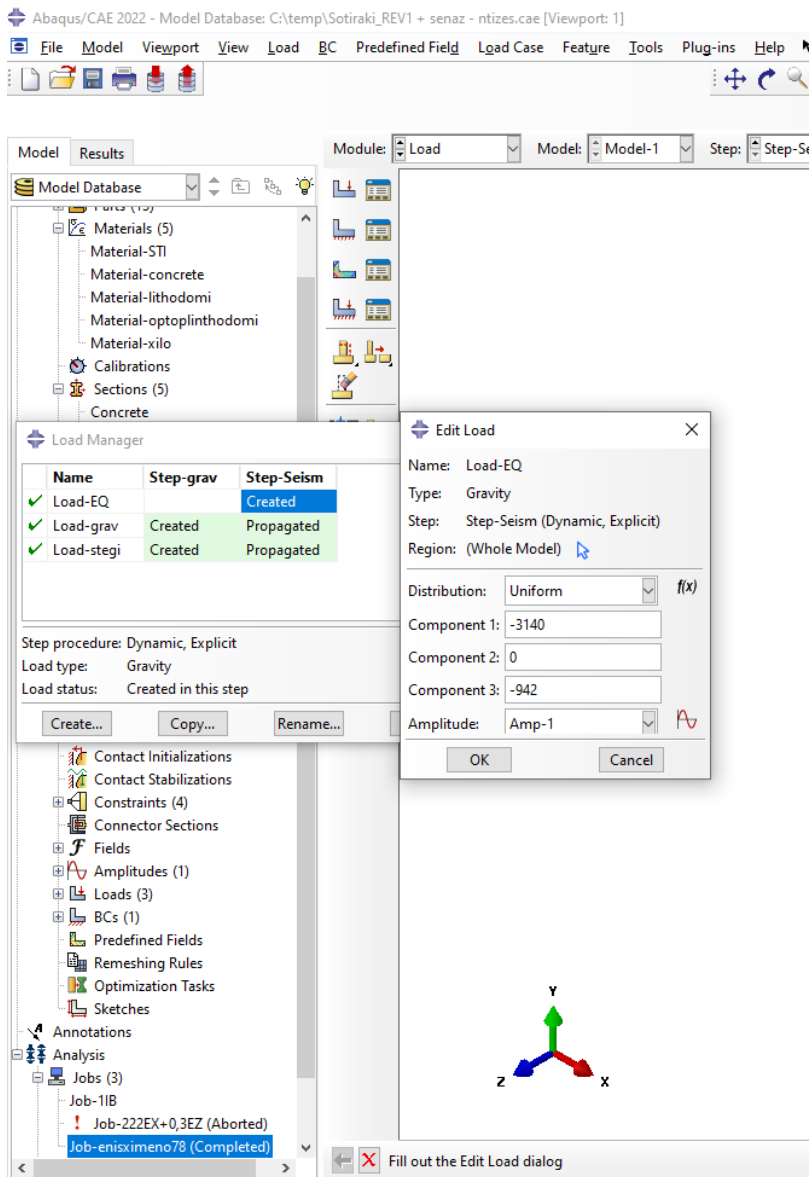 Abaqus/CAE 2022 - Model Database: C:\temp\Sotiraki_REV1 + senaz - ntizes.cae [Viewport: 1]
File Model Viewport View Load BC Predefined Field Load Case Feature Tools Plug-ins Help
Model Results
Module: Load Model: Model-1 Step: Step-Se
Model Database
Parts (15)
Materials (5)
Material-STI
Material-concrete
Material-lithodomi
Material-optoplinthodomi
Material-xilo
Calibrations
Sections (5)
Concrete
Load Manager
Name Step-grav Step-Seism
Load-EQ Created
Load-grav Created Propagated
Load-stegi Created Propagated
Step procedure: Dynamic, Explicit
Load type: Gravity
Load status: Created in this step
Create... Copy... Rename...
Edit Load
Name: Load-EQ
Type: Gravity
Step: Step-Seism (Dynamic, Explicit)
Region: (Whole Model)
Distribution: Uniform f(x)
Component 1: -3140
Component 2: 0
Component 3: -942
Amplitude: Amp-1
OK Cancel
Contact Initializations
Contact Stabilizations
Constraints (4)
Connector Sections
Fields
Amplitudes (1)
Loads (3)
BCs (1)
Predefined Fields
Remeshing Rules
Optimization Tasks
Sketches
Annotations
Analysis
Jobs (3)
Job-1IB
Job-222EX+0,3EZ (Aborted)
Job-enisximeno78 (Completed)
Y
Z X
Fill out the Edit Load dialog